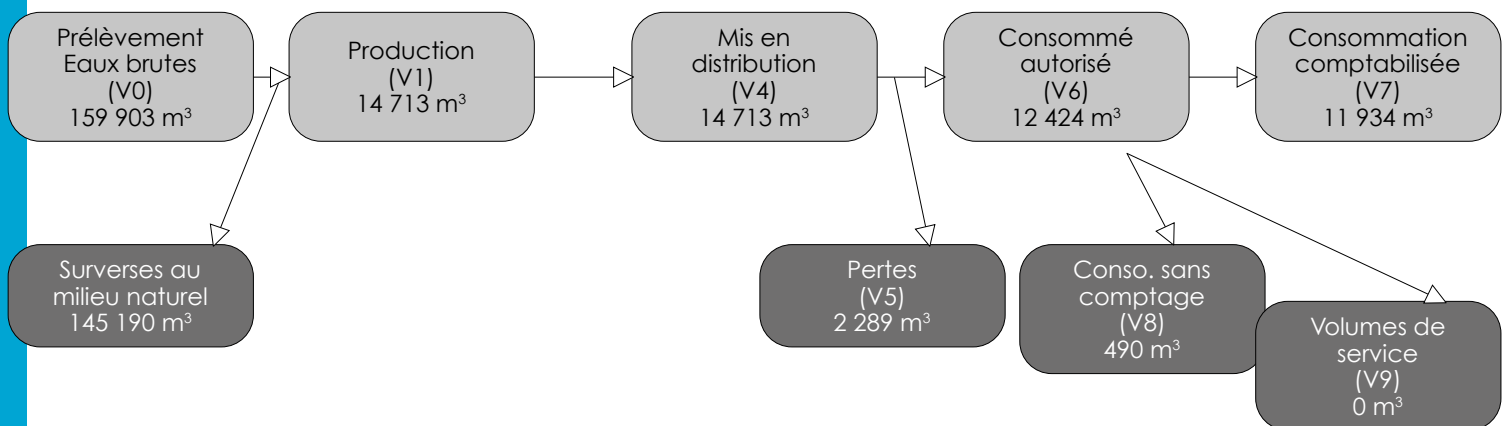 Prélèvement
Eaux brutes
(V0)
159 903 m³
Production
(V1)
14 713 m³
Mis en
distribution
(V4)
14 713 m³
Consommé
autorisé
(V6)
12 424 m³
Consommation
comptabilisée
(V7)
11 934 m³
Surverses au
milieu naturel
145 190 m³
Pertes
(V5)
2 289 m³
Conso. sans
comptage
(V8)
490 m³
Volumes de
service
(V9)
0 m³